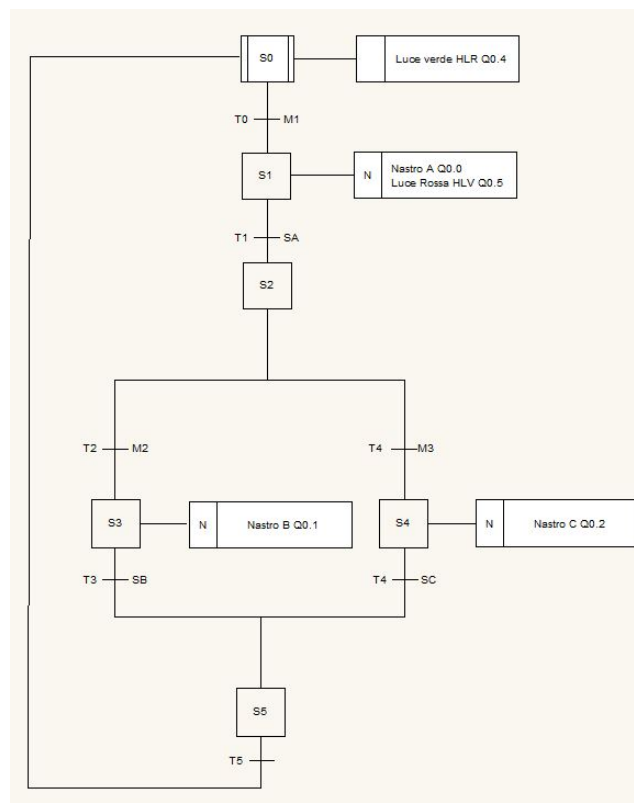 S0
Luce verde HLR Q0.4
T0 M1
S1
N
Nastro A Q0.0
Luce Rossa HLV Q0.5
T1 SA
S2
T2 M2
T4 M3
S3
N
Nastro B Q0.1
S4
N
Nastro C Q0.2
T3 SB
T4 SC
S5
T5